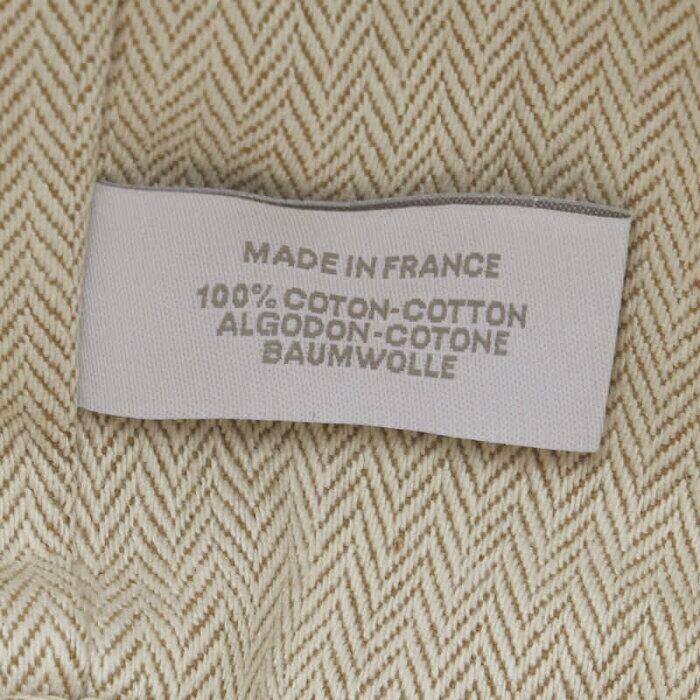 MADE IN FRANCE
100% COTON-COTTON
ALGODON-COTONE
BAUMWOLLE